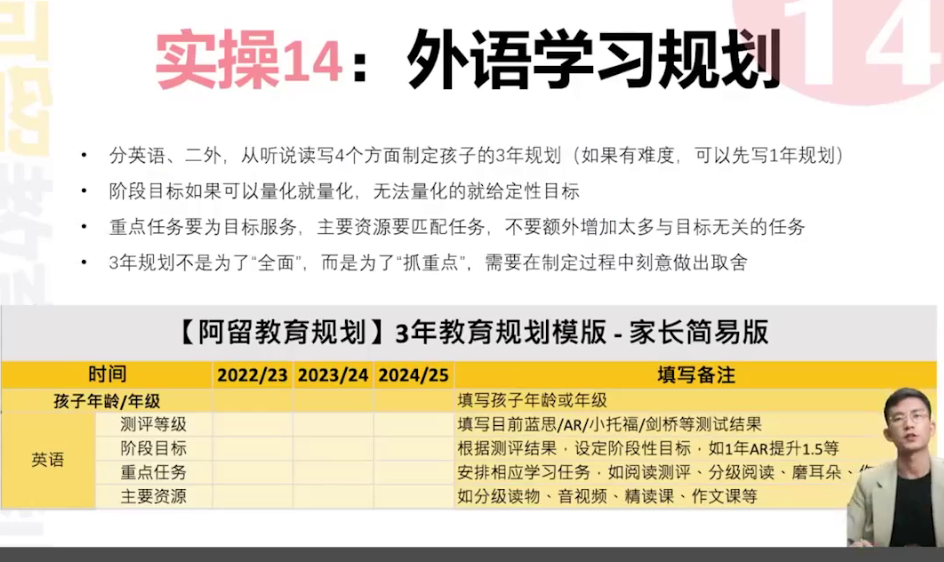 14
实操14：外语学习规划
• 分英语、二外，从听说读写4个方面制定孩子的3年规划（如果有难度，可以先写1年规划）
• 阶段目标如果可以量化就量化，无法量化的就给定性目标
• 重点任务要为目标服务，主要资源要匹配任务，不要额外增加太多与目标无关的任务
• 3年规划不是为了“全面”，而是为了“抓重点”，需要在制定过程中刻意做出取舍
【阿留教育规划】3年教育规划模版 - 家长简易版
时间 2022/23 2023/24 2024/25 填写备注
孩子年龄/年级 填写孩子年龄或年级
英语
测评等级 填写目前蓝思/AR/小托福/剑桥等测试结果
阶段目标 根据测评结果，设定阶段性目标，如1年AR提升1.5等
重点任务 安排相应学习任务，如阅读测评、分级阅读、磨耳朵、
主要资源 如分级读物、音视频、精读课、作文课等